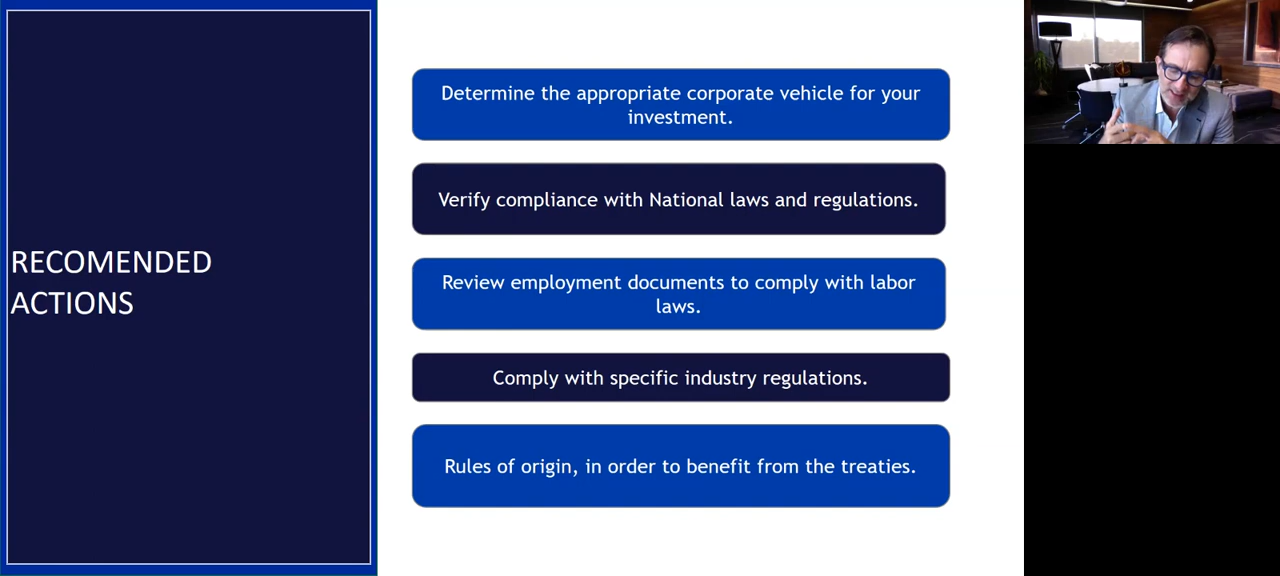 RECOMENDED
ACTIONS
Determine the appropriate corporate vehicle for your
investment.
Verify compliance with National laws and regulations.
Review employment documents to comply with labor
laws.
Comply with specific industry regulations.
Rules of origin, in order to benefit from the treaties.